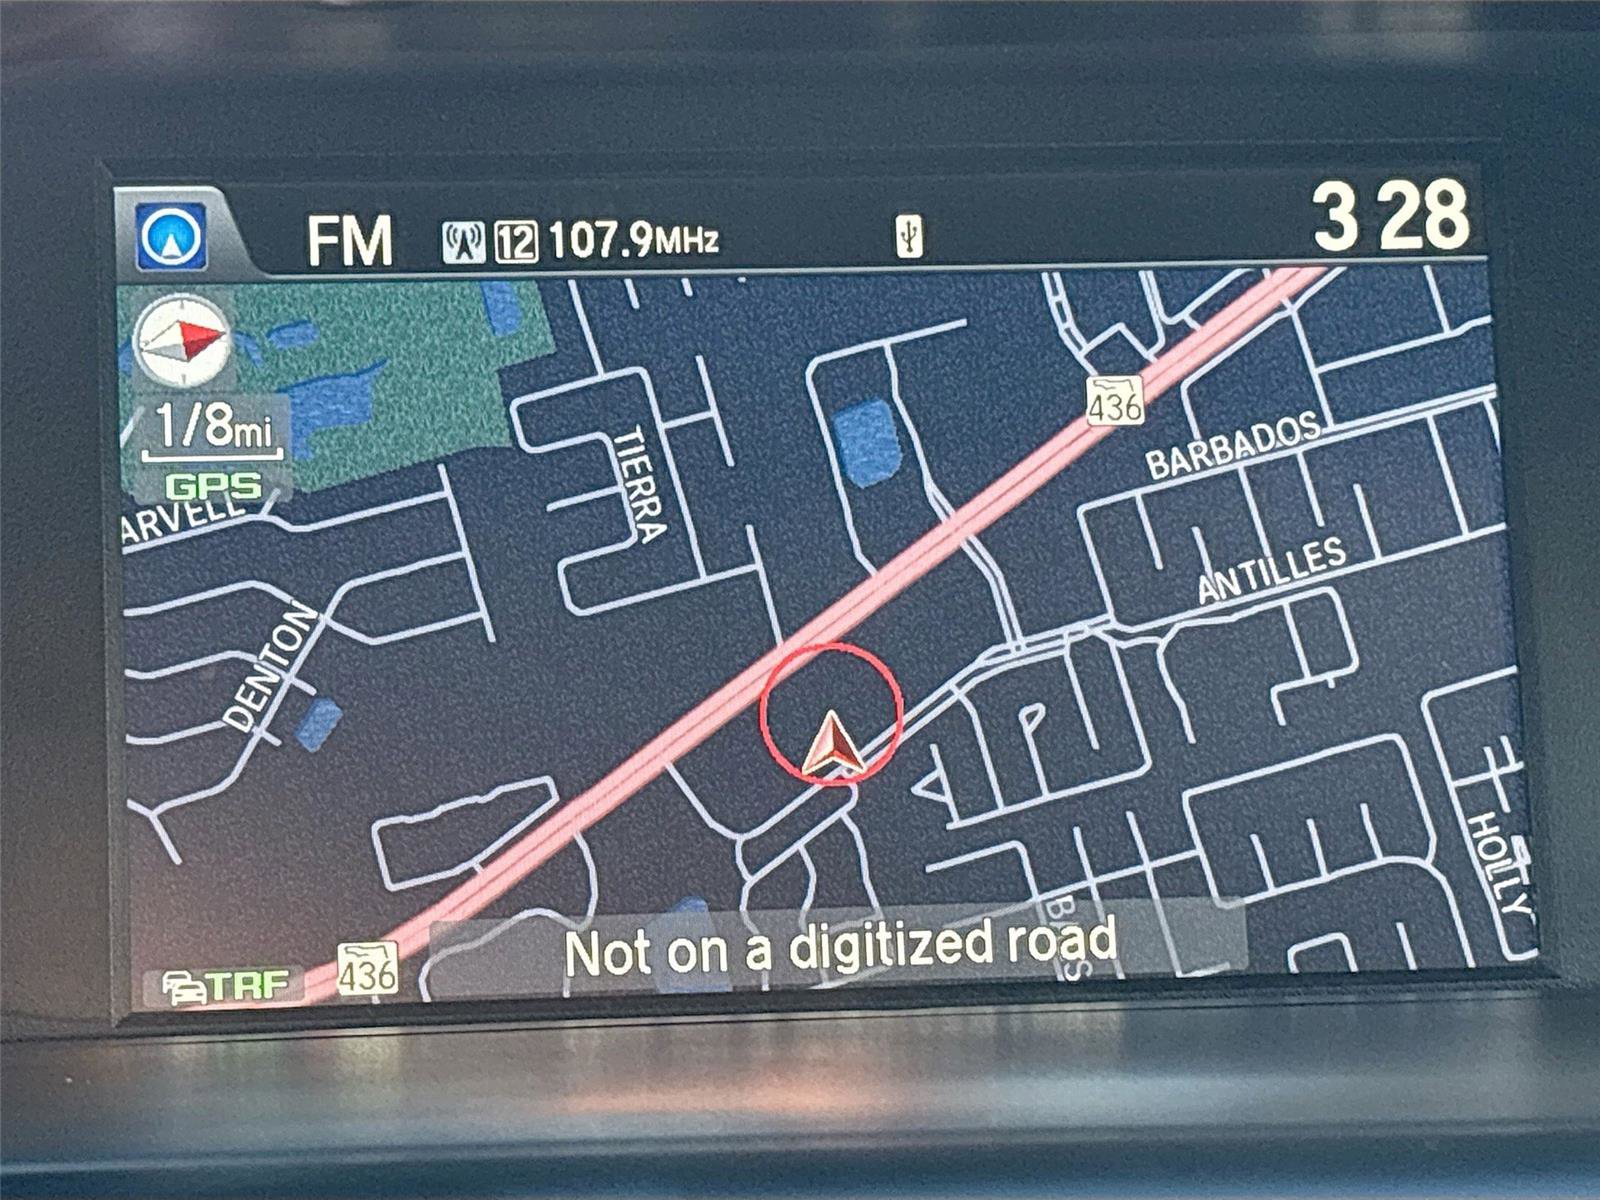 FM 12 107.9MHz 3 28
436
1/8mi
BARBADOS
TIERRA
GPS
ARVELL
ANTILLES
DENTON
HOLLY
Not on a digitized road
TRF
436